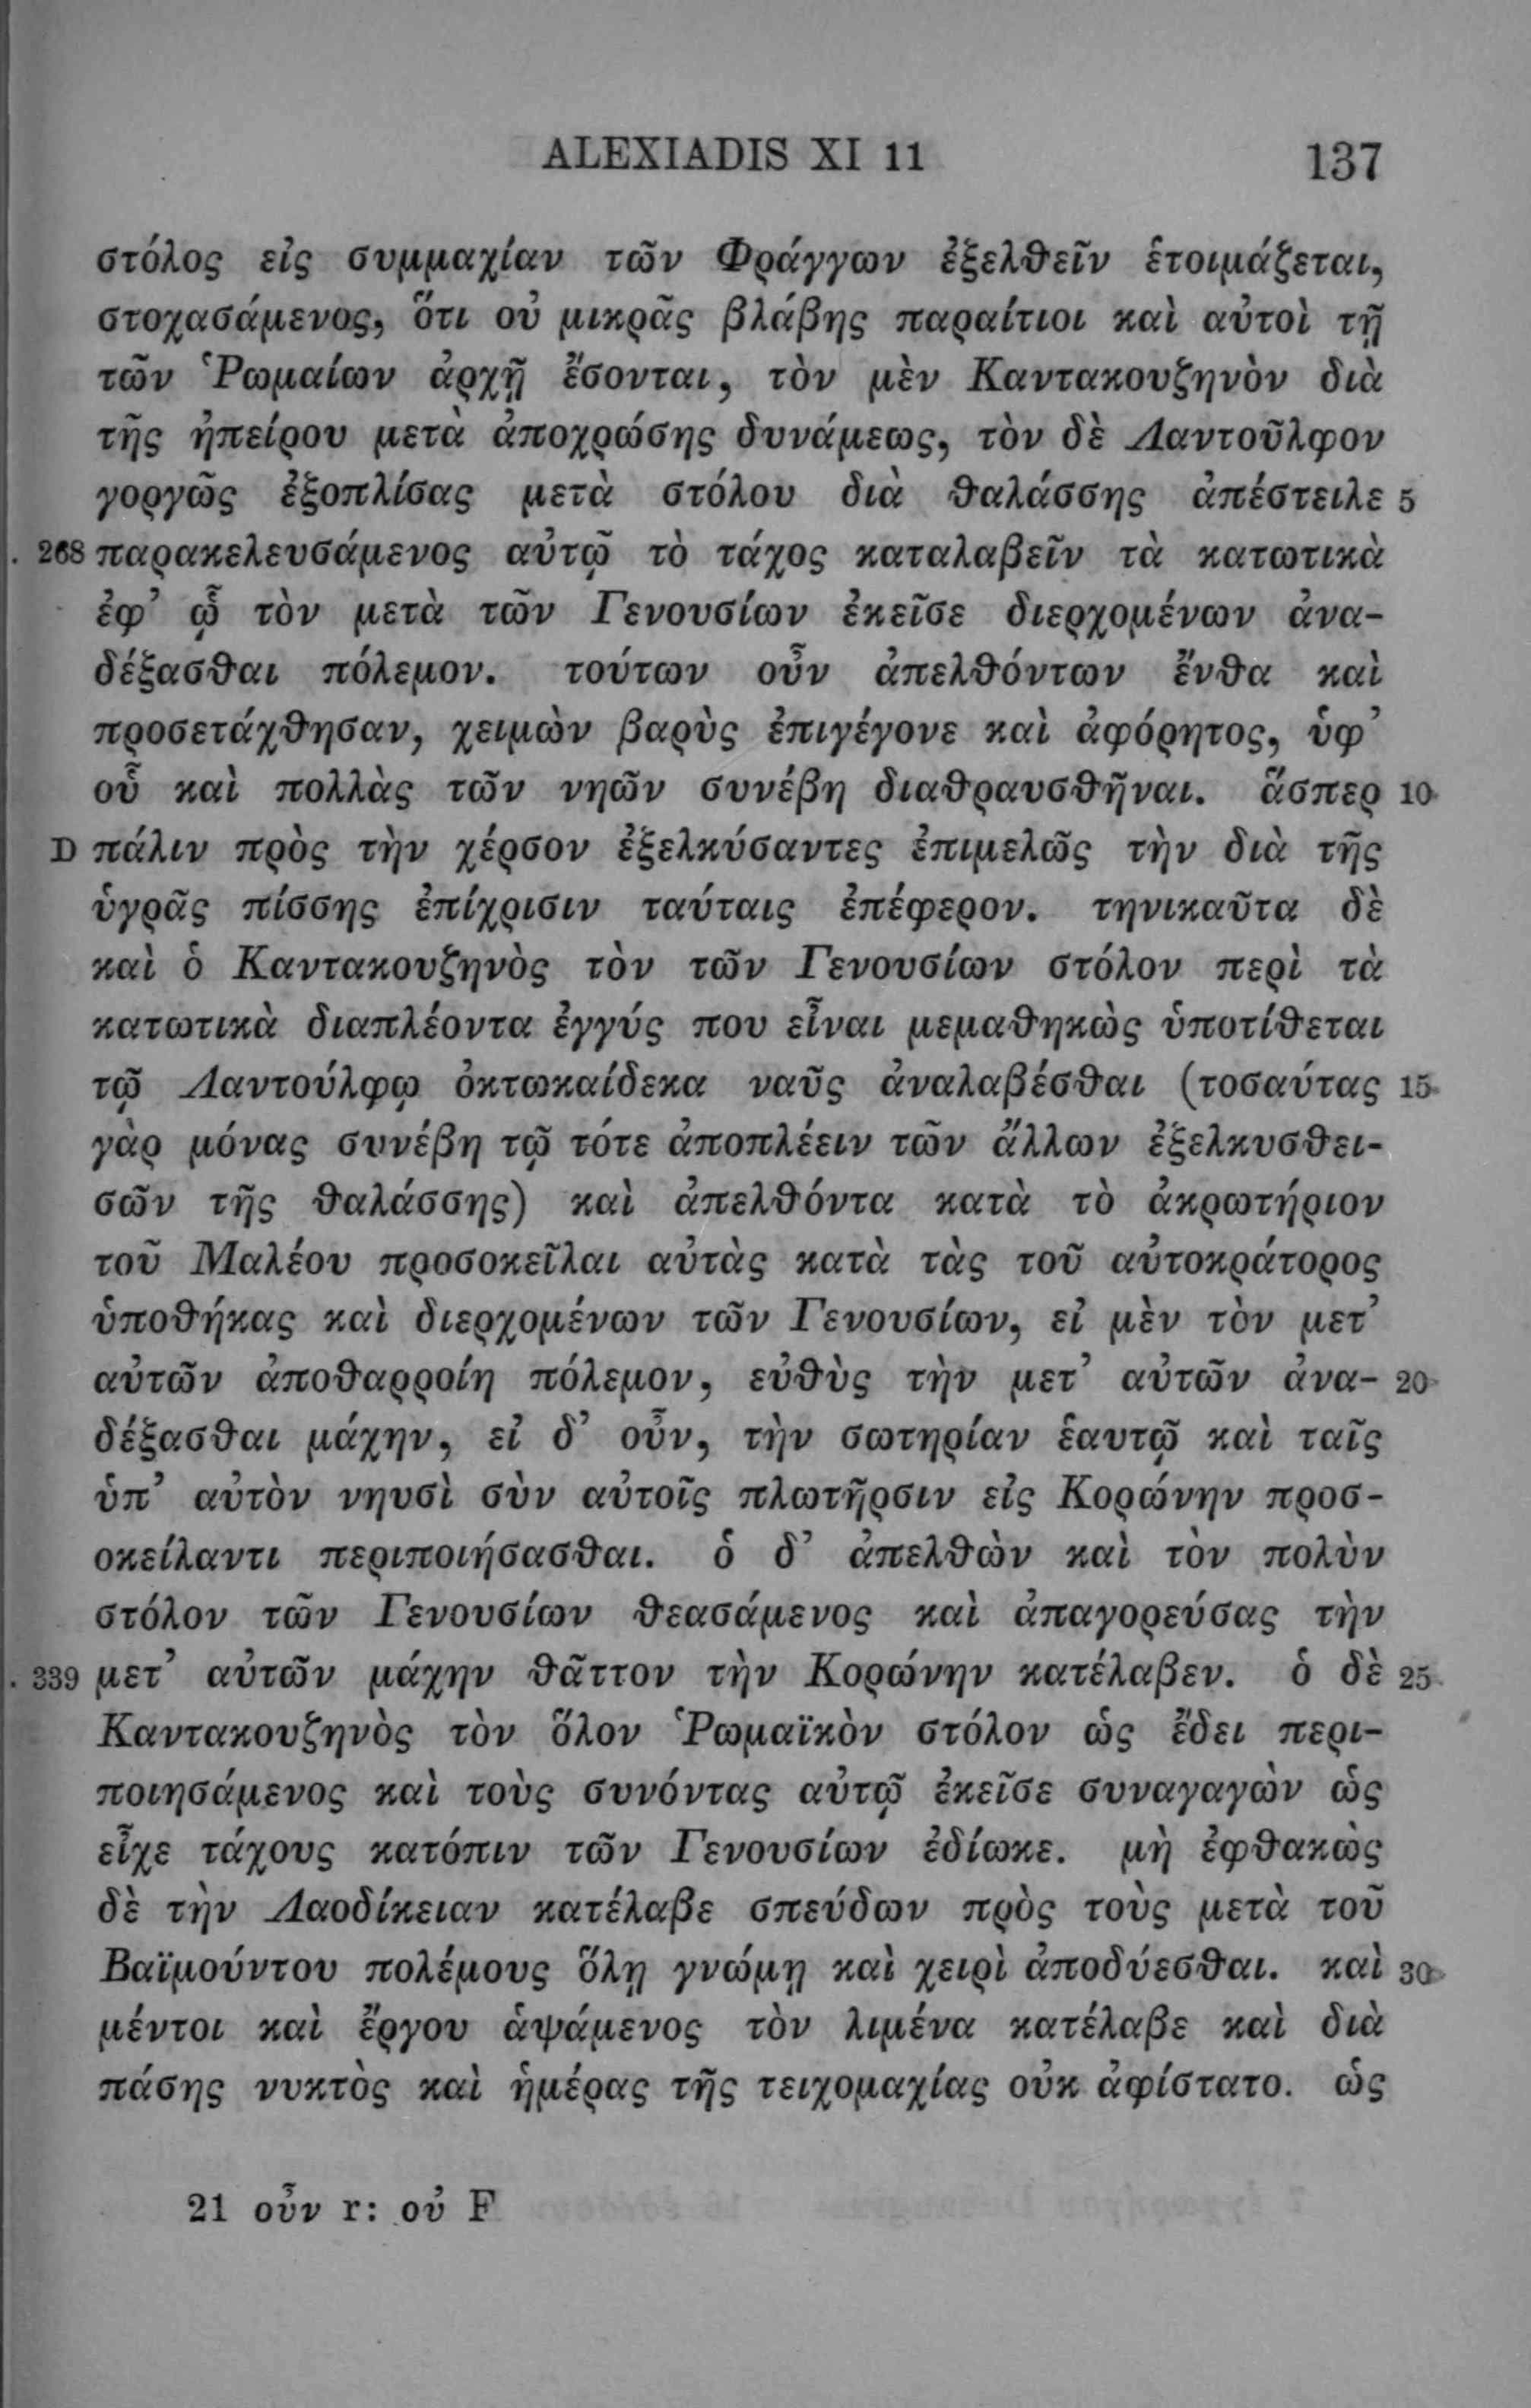 ALEXIADIS XI 11 137
στόλος εἰς συμμαχίαν τῶν Φράγγων ἐξελθεῖν ἑτοιμάζεται,
στοχασάμενος, ὅτι οὐ μικρᾶς βλάβης παραίτιοι καὶ αὐτοὶ τῇ
τῶν Ῥωμαίων ἀρχῇ ἔσονται, τὸν μὲν Καντακουζηνὸν διὰ
τῆς ἠπείρου μετὰ ἀποχρώσης δυνάμεως, τὸν δὲ Λαντοῦλφον
γοργῶς ἐξοπλίσας μετὰ στόλου διὰ θαλάσσης ἀπέστειλε 5
. 268 παρακελευσάμενος αὐτῷ τὸ τάχος καταλαβεῖν τὰ κατωτικὰ
ἐφ’ ᾧ τὸν μετὰ τῶν Γενουσίων ἐκεῖσε διερχομένων ἀνα-
δέξασθαι πόλεμον. τούτων οὖν ἀπελθόντων ἔνθα καὶ
προσετάχθησαν, χειμὼν βαρὺς ἐπιγέγονε καὶ ἀφόρητος, ὑφ’
οὗ καὶ πολλὰς τῶν νηῶν συνέβη διαθραυσθῆναι. ἅσπερ 10
D πάλιν πρὸς τὴν χέρσον ἐξελκύσαντες ἐπιμελῶς τὴν διὰ τῆς
ὑγρᾶς πίσσης ἐπίχρισιν ταύταις ἐπέφερον. τηνικαῦτα δὲ
καὶ ὁ Καντακουζηνὸς τὸν τῶν Γενουσίων στόλον περὶ τὰ
κατωτικὰ διαπλέοντα ἐγγύς που εἶναι μεμαθηκὼς ὑποτίθεται
τῷ Λαντούλφῳ ὀκτωκαίδεκα ναῦς ἀναλαβέσθαι (τοσαύτας 15
γὰρ μόνας συνέβη τῷ τότε ἀποπλέειν τῶν ἄλλων ἐξελκυσθει-
σῶν τῆς θαλάσσης) καὶ ἀπελθόντα κατὰ τὸ ἀκρωτήριον
τοῦ Μαλέου προσοκεῖλαι αὐτὰς κατὰ τὰς τοῦ αὐτοκράτορος
ὑποθήκας καὶ διερχομένων τῶν Γενουσίων, εἰ μὲν τὸν μετ’
αὐτῶν ἀποθαρροίη πόλεμον, εὐθὺς τὴν μετ’ αὐτῶν ἀνα- 20
δέξασθαι μάχην, εἰ δ’ οὖν, τὴν σωτηρίαν ἑαυτῷ καὶ ταῖς
ὑπ’ αὐτὸν νηυσὶ σὺν αὐτοῖς πλωτῆρσιν εἰς Κορώνην προσ-
οκείλαντι περιποιήσασθαι. ὁ δ’ ἀπελθὼν καὶ τὸν πολὺν
στόλον τῶν Γενουσίων θεασάμενος καὶ ἀπαγορεύσας τὴν
. 339 μετ’ αὐτῶν μάχην θᾶττον τὴν Κορώνην κατέλαβεν. ὁ δὲ 25
Καντακουζηνὸς τὸν ὅλον Ῥωμαϊκὸν στόλον ὡς ἔδει περι-
ποιησάμενος καὶ τοὺς συνόντας αὐτῷ ἐκεῖσε συναγαγὼν ὡς
εἶχε τάχους κατόπιν τῶν Γενουσίων ἐδίωκε. μὴ ἐφθακὼς
δὲ τὴν Λαοδίκειαν κατέλαβε σπεύδων πρὸς τοὺς μετὰ τοῦ
Βαϊμούντου πολέμους ὅλῃ γνώμῃ καὶ χειρὶ ἀποδύεσθαι. καὶ 30
μέντοι καὶ ἔργου ἁψάμενος τὸν λιμένα κατέλαβε καὶ διὰ
πάσης νυκτὸς καὶ ἡμέρας τῆς τειχομαχίας οὐκ ἀφίστατο. ὡς
21 οὖν r: οὐ F